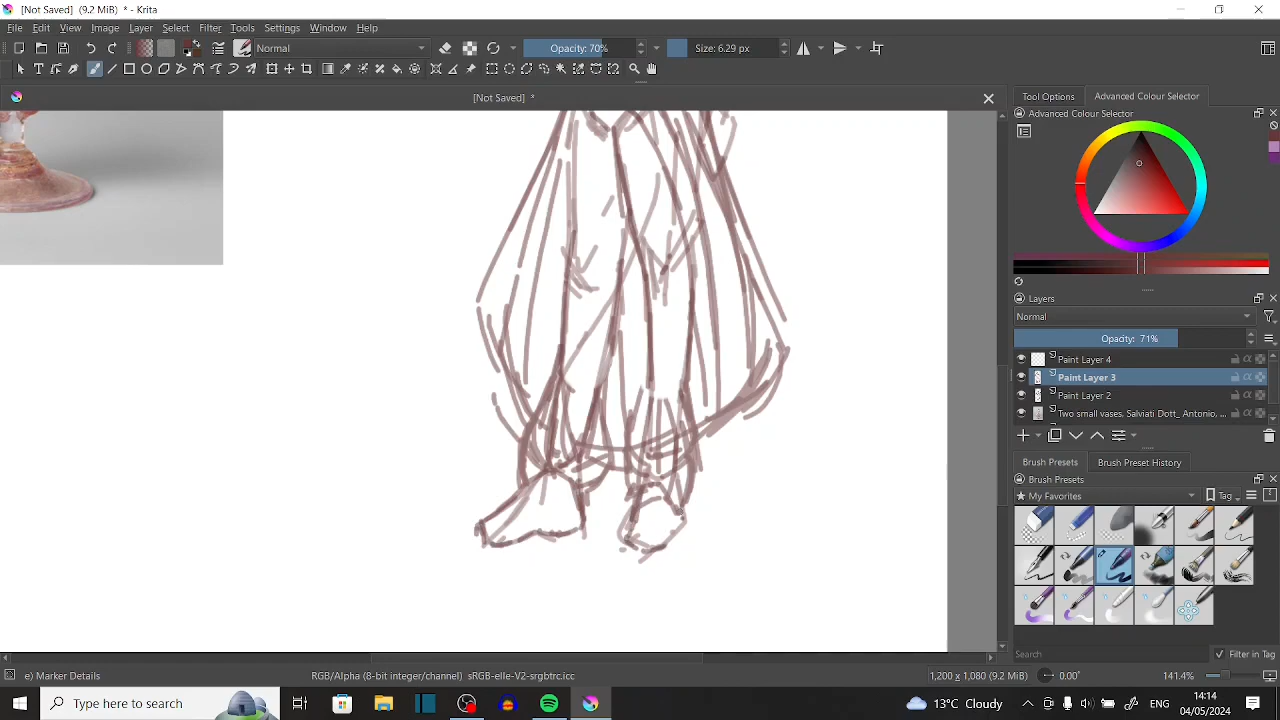 [Not Saved] (9.2 MiB) * - Krita
File Edit View Image Layer Select Filter Tools Settings Window Help
Normal Opacity: 70% Size: 6.29 px
[Not Saved] *
Tool Options Advanced Colour Selector
Advanced Colour Selector
Layers
Normal
Opacity: 71%
Paint Layer 4
Paint Layer 3
Paint Layer 2
Two small vases, Salviati Dott_ Antonio, ...
Brush Presets Brush Preset History
Brush Presets
My Favorites Tag
Search Filter in Tag
e) Marker Details RGB/Alpha (8-bit integer/channel) sRGB-elle-V2-srgbtrc.icc 1,200 x 1,080 (9.2 MiB) 0.00° 141.4%
Type here to search 13°C Cloudy ENG 14:14
04/05/2024